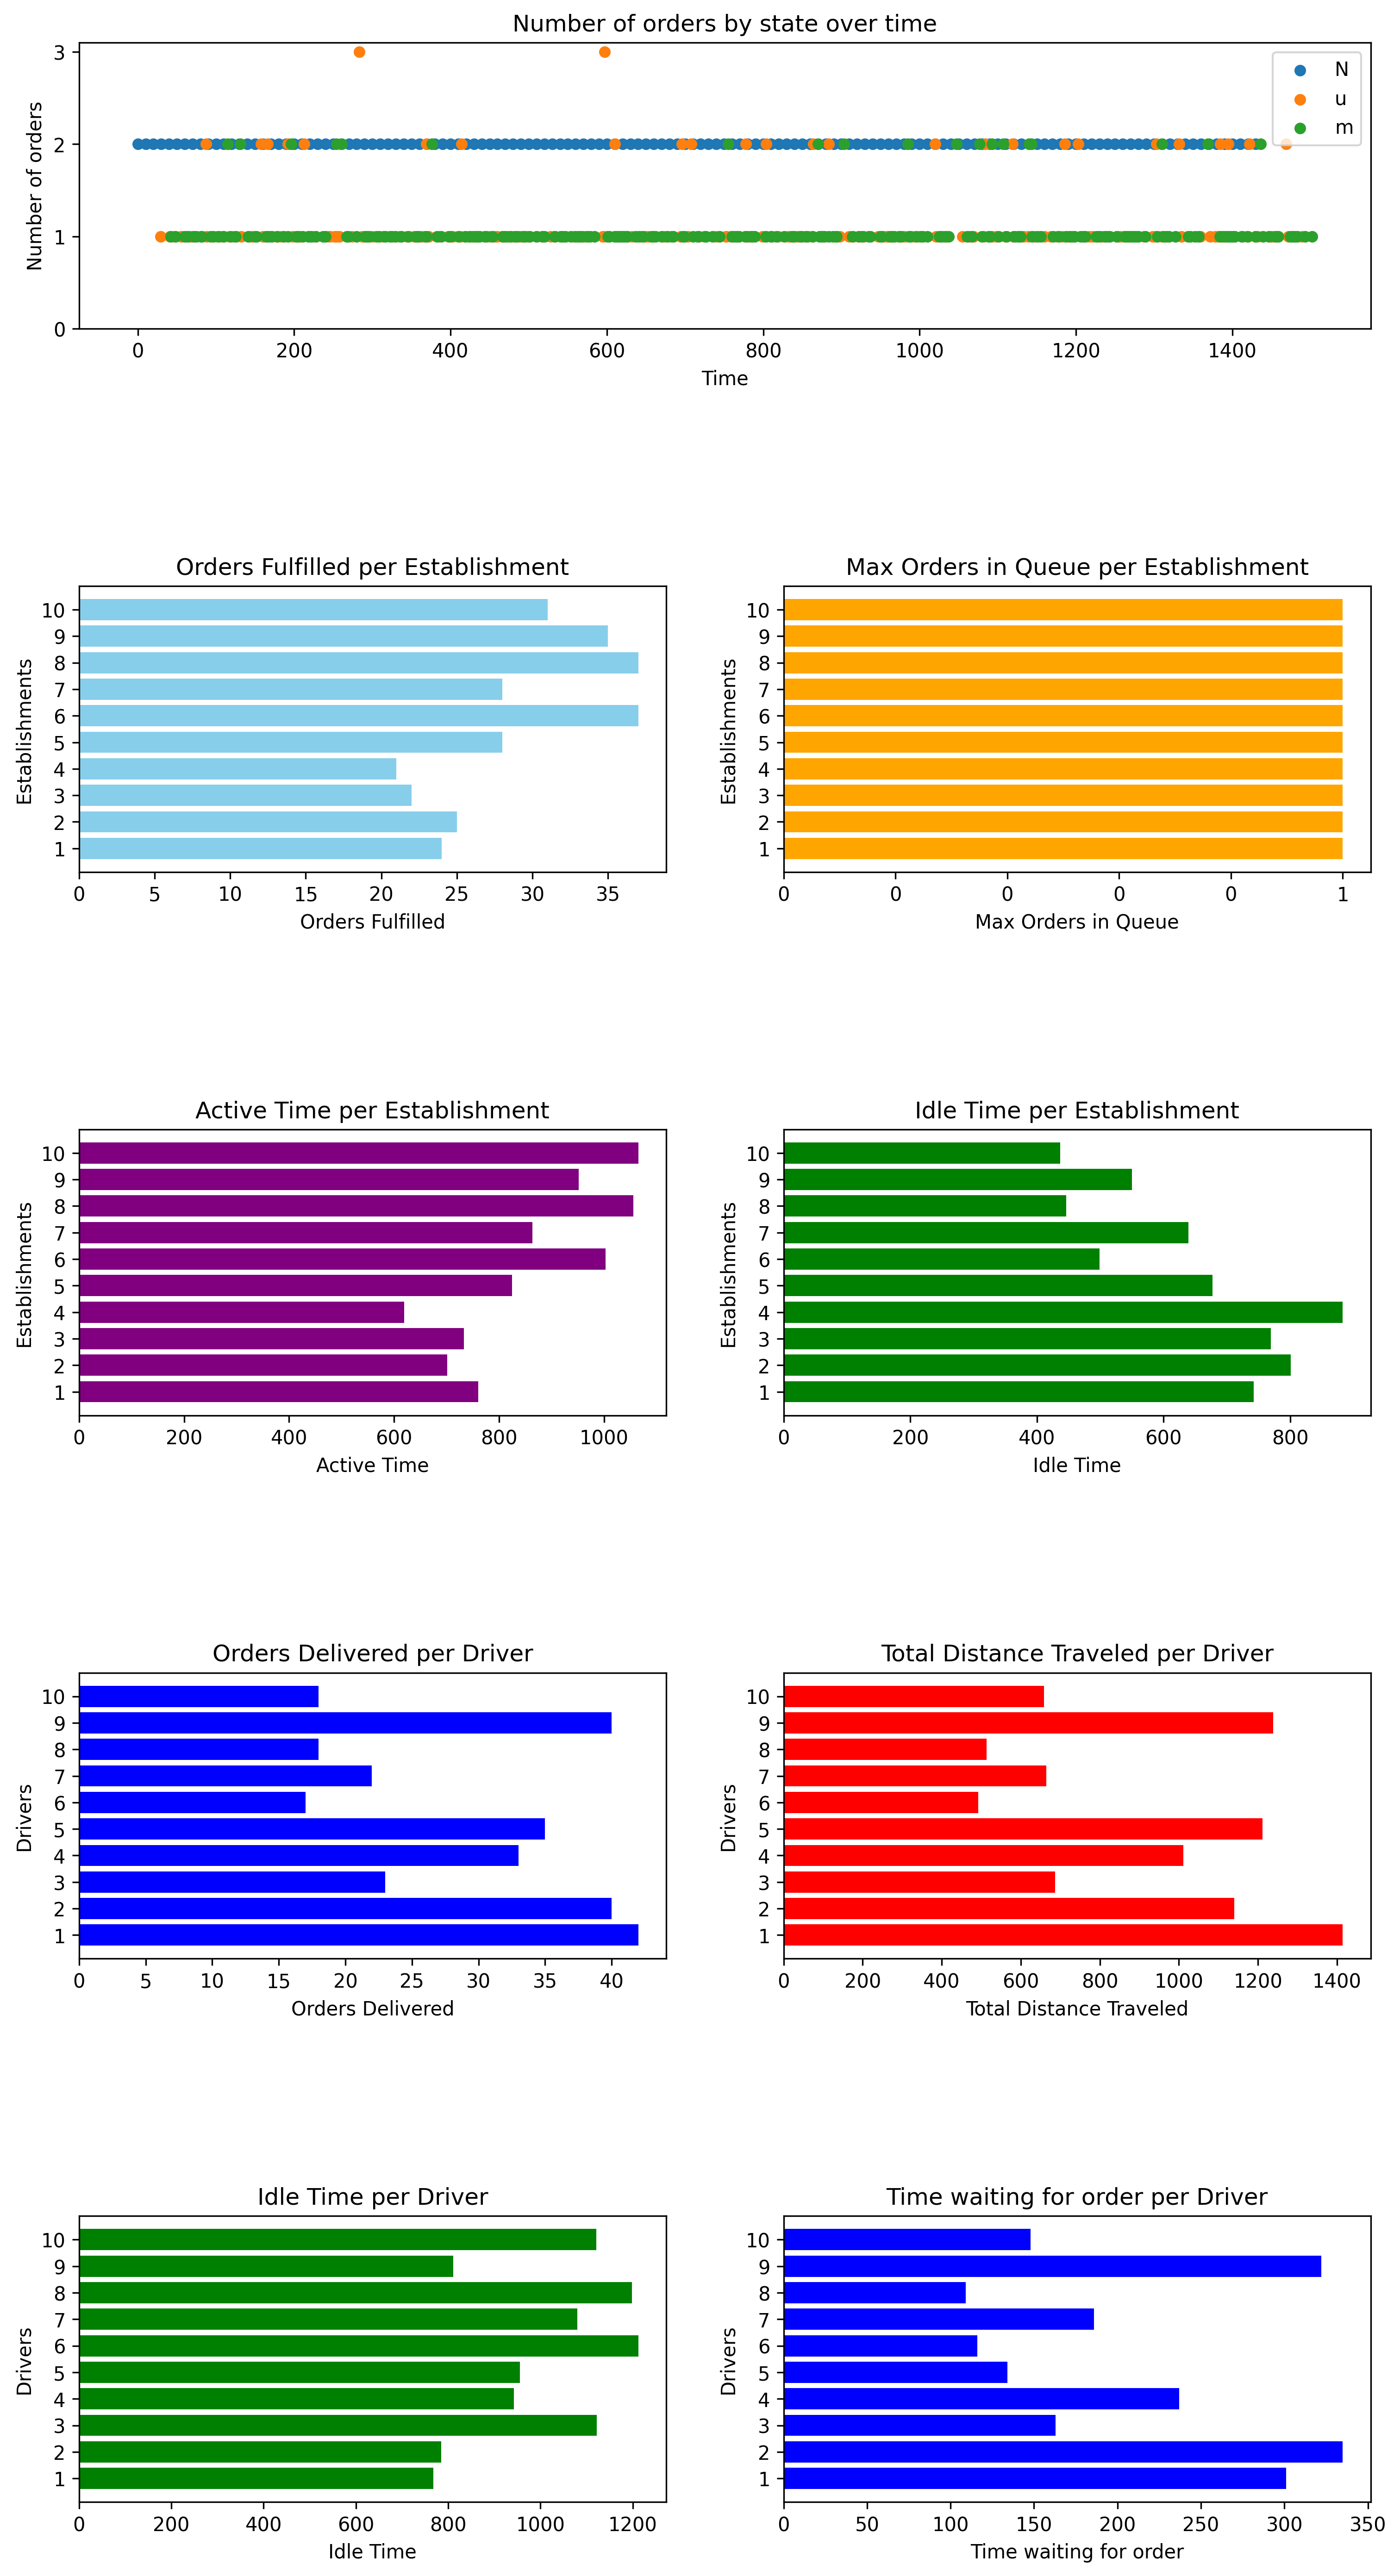 Number of orders by state over time
3
2
1
0
Number of orders
N
u
m
0 200 400 600 800 1000 1200 1400
Time
Orders Fulfilled per Establishment
10
9
8
7
6
5
4
3
2
1
Establishments
0 5 10 15 20 25 30 35
Orders Fulfilled
Max Orders in Queue per Establishment
10
9
8
7
6
5
4
3
2
1
Establishments
0 0 0 0 0 1
Max Orders in Queue
Active Time per Establishment
10
9
8
7
6
5
4
3
2
1
Establishments
0 200 400 600 800 1000
Active Time
Idle Time per Establishment
10
9
8
7
6
5
4
3
2
1
Establishments
0 200 400 600 800
Idle Time
Orders Delivered per Driver
10
9
8
7
6
5
4
3
2
1
Drivers
0 5 10 15 20 25 30 35 40
Orders Delivered
Total Distance Traveled per Driver
10
9
8
7
6
5
4
3
2
1
Drivers
0 200 400 600 800 1000 1200 1400
Total Distance Traveled
Idle Time per Driver
10
9
8
7
6
5
4
3
2
1
Drivers
0 200 400 600 800 1000 1200
Idle Time
Time waiting for order per Driver
10
9
8
7
6
5
4
3
2
1
Drivers
0 50 100 150 200 250 300 350
Time waiting for order